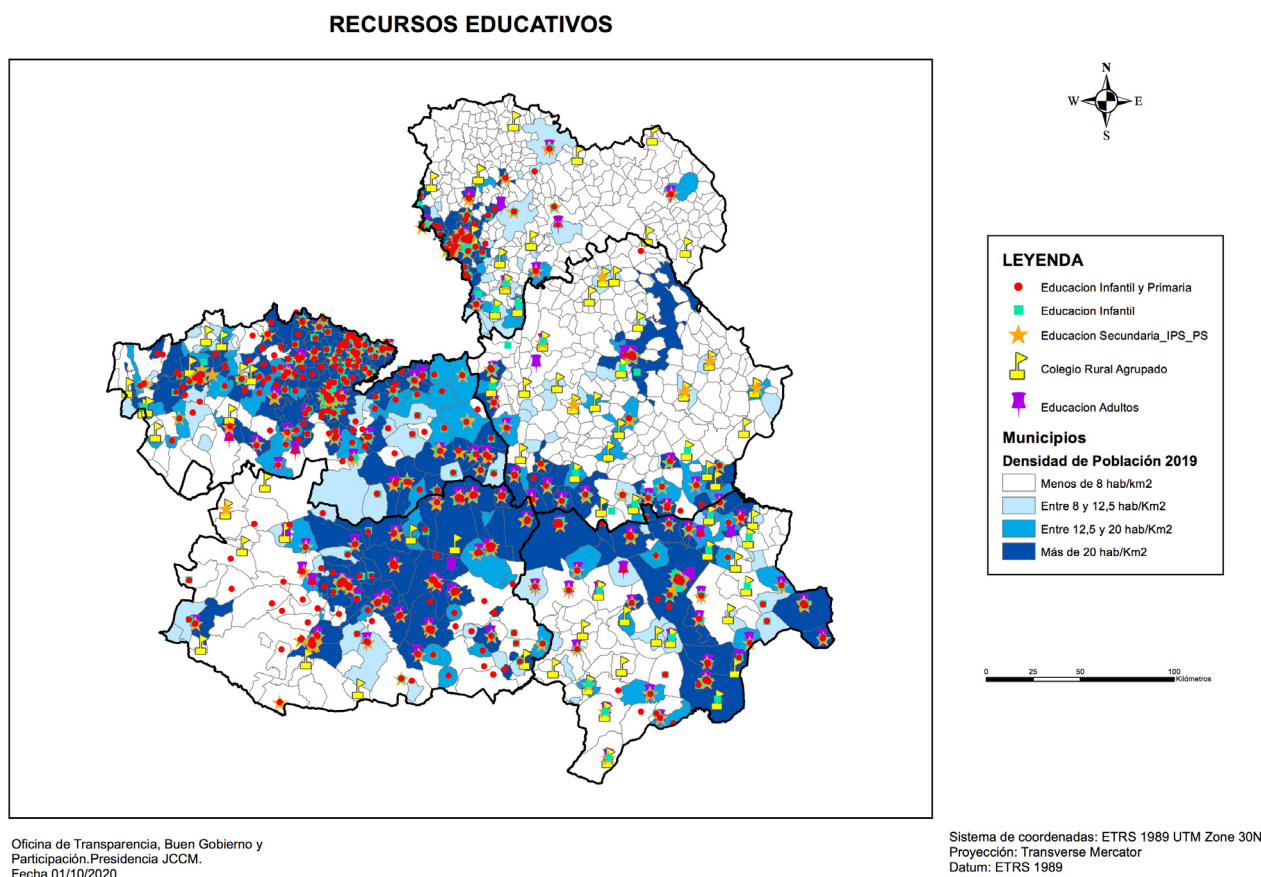 RECURSOS EDUCATIVOS
N
W
E
S
LEYENDA
Educacion Infantil y Primaria
Educacion Infantil
Educacion Secundaria_IPS_PS
Colegio Rural Agrupado
Educacion Adultos
Municipios
Densidad de Población 2019
Menos de 8 hab/km2
Entre 8 y 12,5 hab/Km2
Entre 12,5 y 20 hab/Km2
Más de 20 hab/Km2
0 25 50 100
Kilómetros
Oficina de Transparencia, Buen Gobierno y
Participación.Presidencia JCCM.
Fecha 01/10/2020
Sistema de coordenadas: ETRS 1989 UTM Zone 30N
Proyección: Transverse Mercator
Datum: ETRS 1989